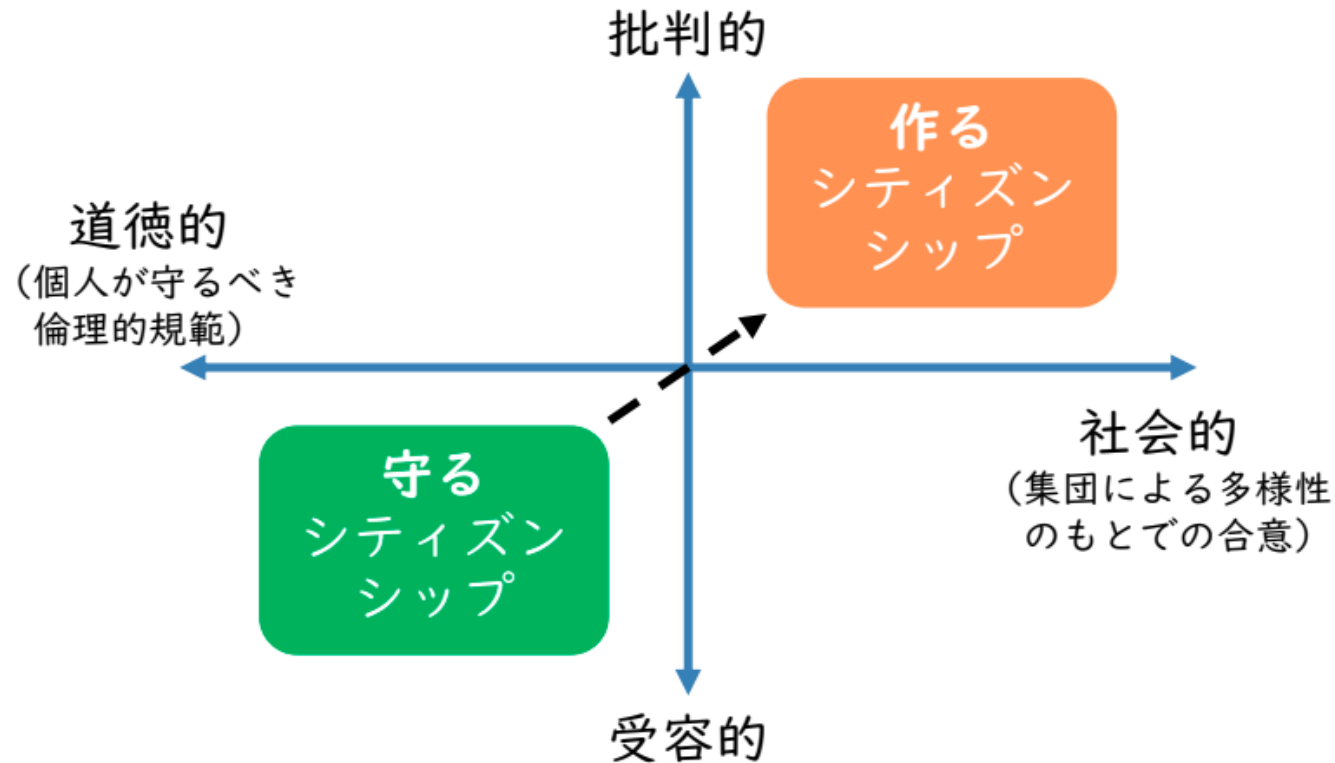 批判的
作る
シティズン
シップ
道徳的
（個人が守るべき
倫理的規範）
社会的
（集団による多様性
のもとでの合意）
守る
シティズン
シップ
受容的